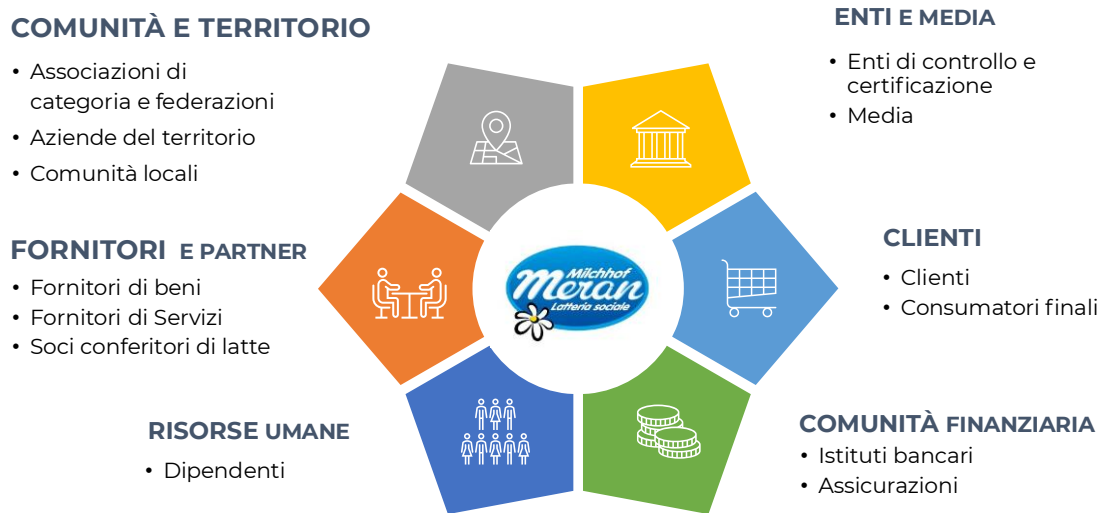 COMUNITÀ E TERRITORIO
• Associazioni di
categoria e federazioni
• Aziende del territorio
• Comunità locali
FORNITORI E PARTNER
• Fornitori di beni
• Fornitori di Servizi
• Soci conferitori di latte
RISORSE UMANE
• Dipendenti
Milchhof
Meran
Latteria sociale
ENTI E MEDIA
• Enti di controllo e
certificazione
• Media
CLIENTI
• Clienti
• Consumatori finali
COMUNITÀ FINANZIARIA
• Istituti bancari
• Assicurazioni